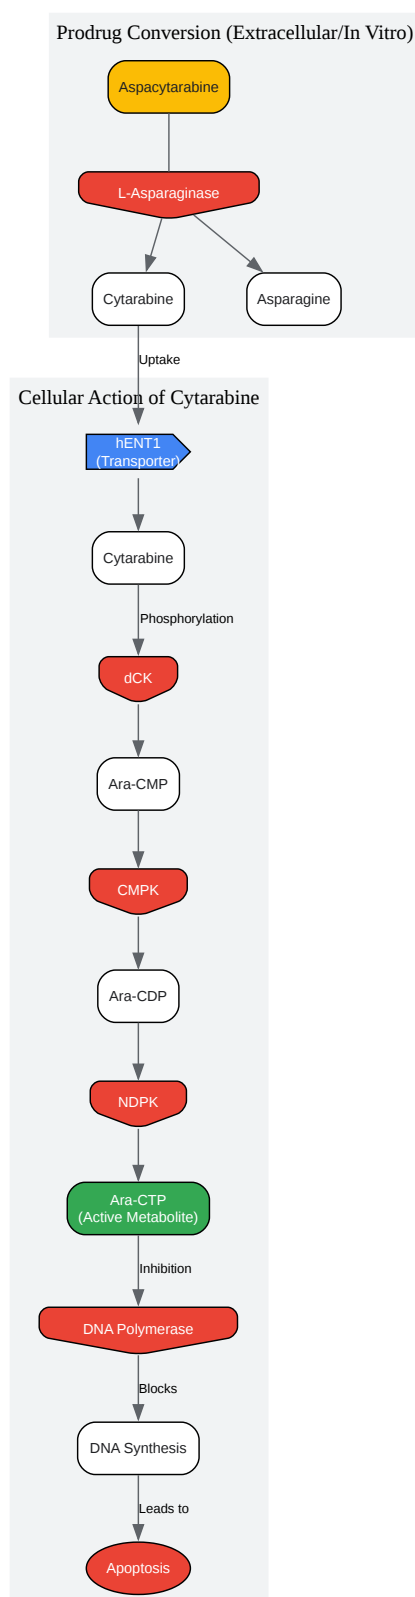 Prodrug Conversion (Extracellular/In Vitro)
Aspacytarabine
L-Asparaginase
Cytarabine
Asparagine
Uptake
Cellular Action of Cytarabine
hENT1
(Transporter)
Cytarabine
Phosphorylation
dCK
Ara-CMP
CMPK
Ara-CDP
NDPK
Ara-CTP
(Active Metabolite)
Inhibition
DNA Polymerase
Blocks
DNA Synthesis
Leads to
Apoptosis